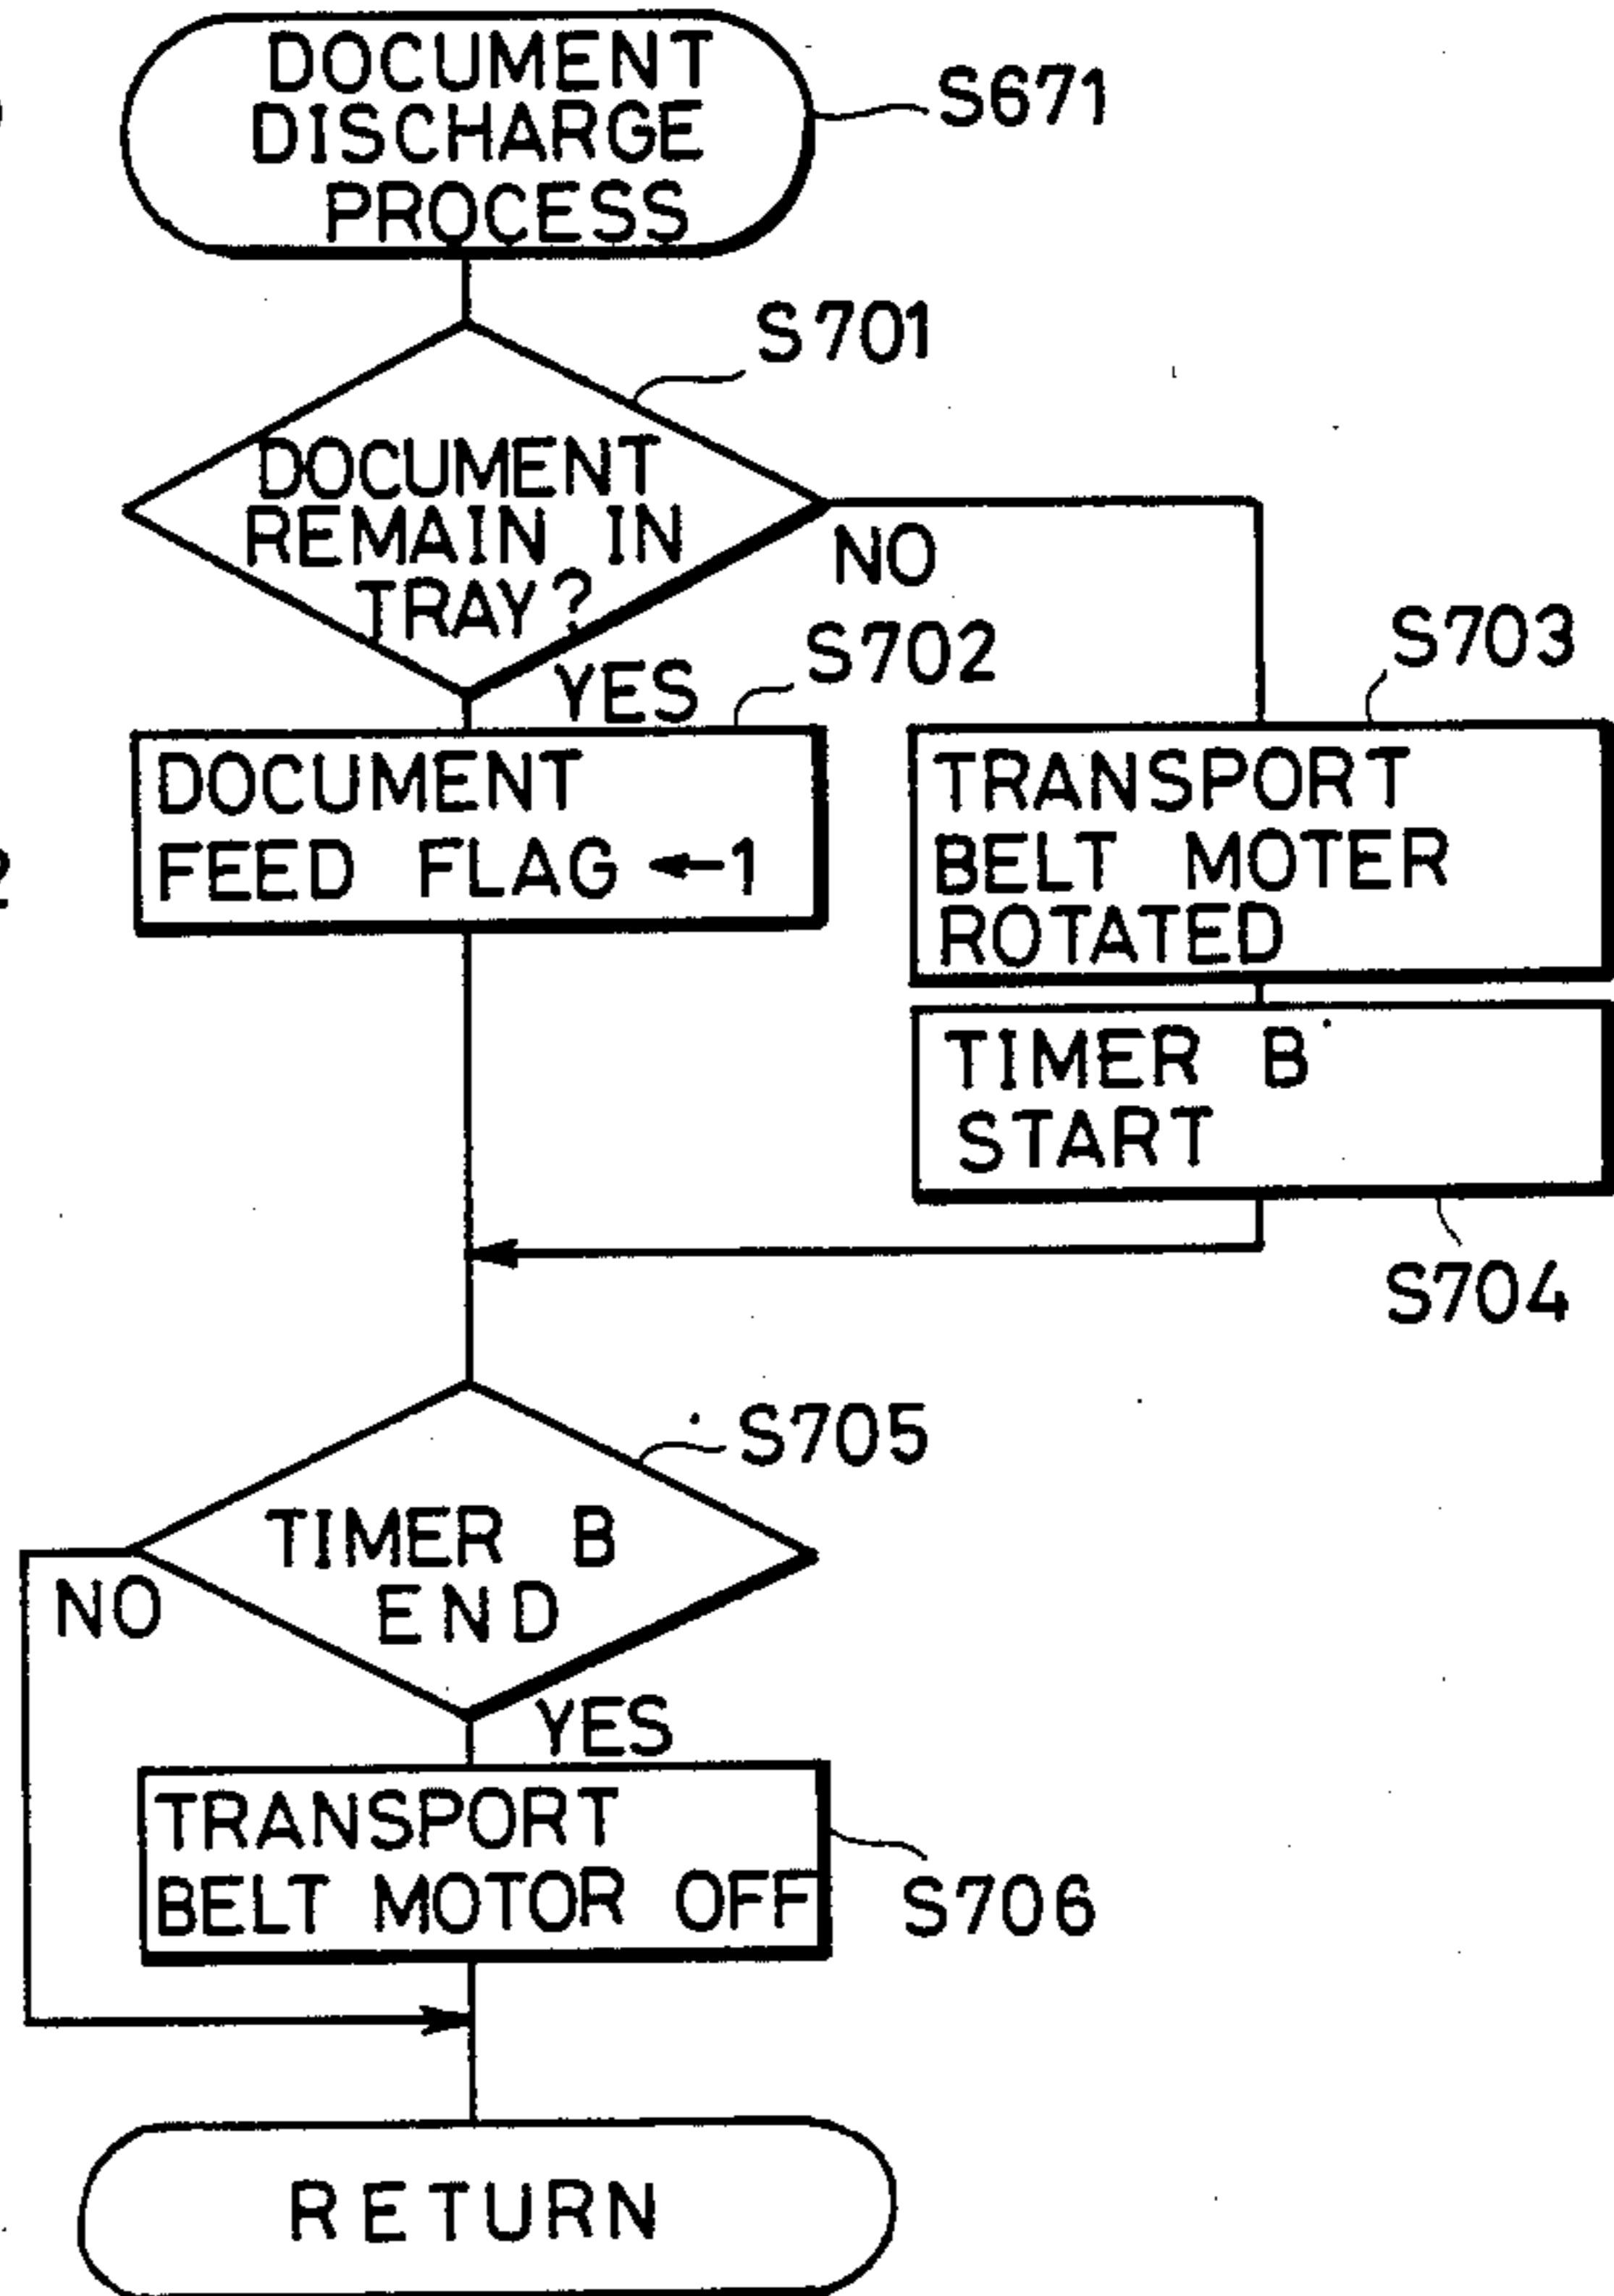 DOCUMENT
DISCHARGE
PROCESS
S671
S701
DOCUMENT
REMAIN IN
TRAY?
NO
YES
S702
S703
DOCUMENT
FEED FLAG ←1
TRANSPORT
BELT MOTER
ROTATED
TIMER B
START
S704
S705
TIMER B
END
NO
YES
TRANSPORT
BELT MOTOR OFF
S706
RETURN